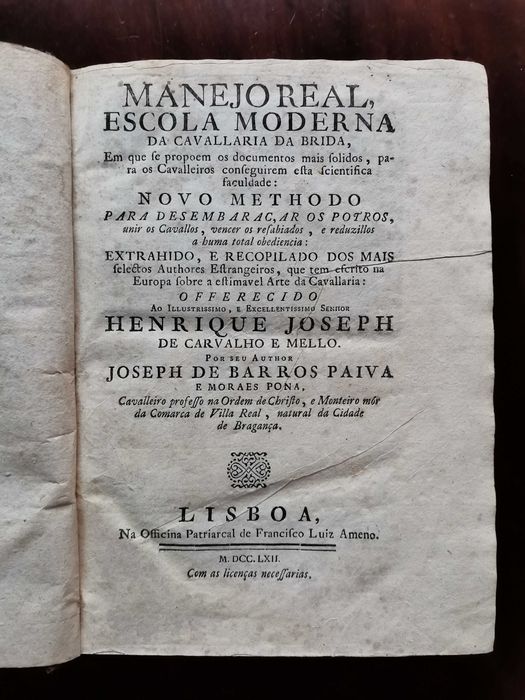 MANEJO REAL,
ESCOLA MODERNA
DA CAVALLARIA DA BRIDA,
Em que se propoem os documentos mais solidos, pa-
ra os Cavalleiros conseguirem eſta ſcientifica
faculdade:
NOVO METHODO
PARA DESEMBARAC,AR OS POTROS,
unir os Cavallos, vencer os reſabiados, e reduzillos
a huma total obediencia:
EXTRAHIDO, E RECOPILADO DOS MAIS
ſelectos Authores Eſtrangeiros, que tem eſcrito na
Europa ſobre a eſtimavel Arte da Cavallaria:
OFFERECIDO
AO ILLUSTRISSIMO, E EXCELLENTISSIMO SENHOR
HENRIQUE JOSEPH
DE CARVALHO E MELLO.
POR SEU AUTHOR
JOSEPH DE BARROS PAIVA
E MORAES PONA,
Cavalleiro profeſſo na Ordem de Chriſto, e Monteiro mór
da Comarca de Villa Real, natural da Cidade
de Bragança.
LISBOA,
Na Officina Patriarcal de Franciſco Luiz Ameno.
M. DCC. LXII.
Com as licenças neceſſarias.